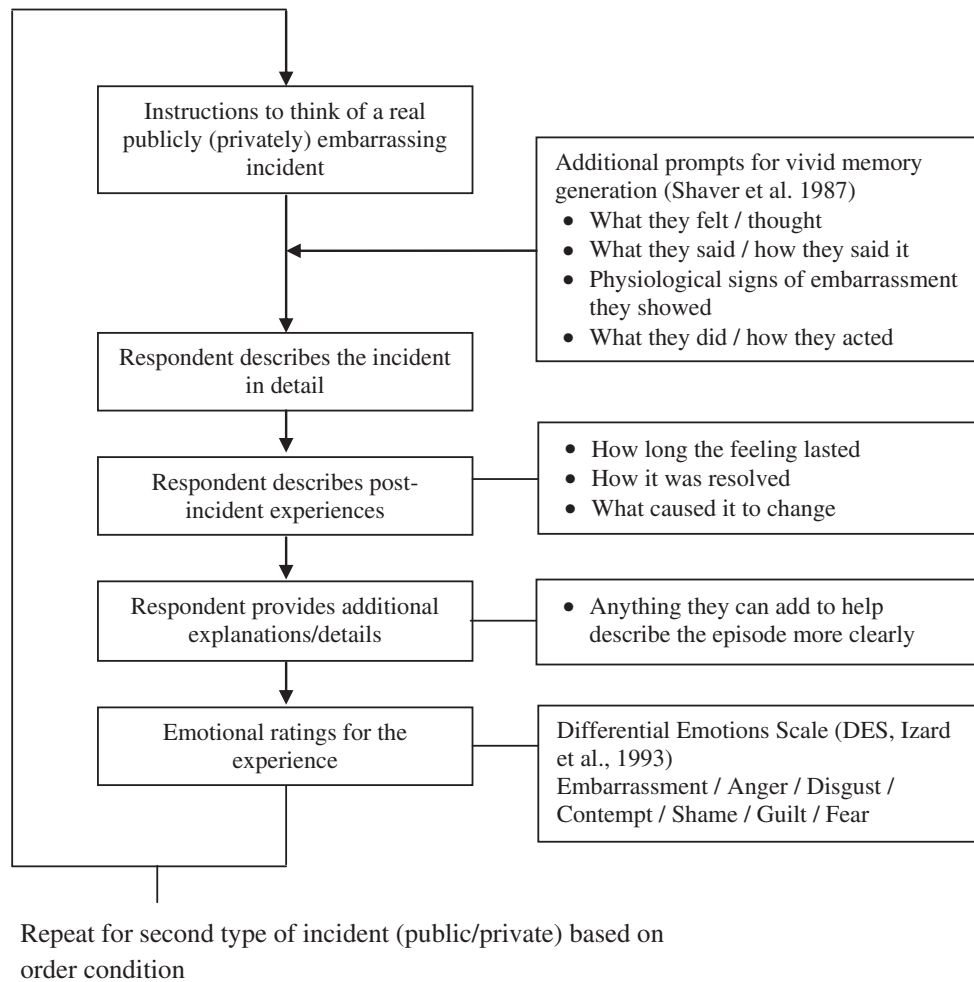 Instructions to think of a real
publicly (privately) embarrassing
incident
Additional prompts for vivid memory
generation (Shaver et al. 1987)
• What they felt / thought
• What they said / how they said it
• Physiological signs of embarrassment
they showed
• What they did / how they acted
Respondent describes the incident
in detail
Respondent describes post-
incident experiences
• How long the feeling lasted
• How it was resolved
• What caused it to change
Respondent provides additional
explanations/details
• Anything they can add to help
describe the episode more clearly
Emotional ratings for the
experience
Differential Emotions Scale (DES, Izard
et al., 1993)
Embarrassment / Anger / Disgust /
Contempt / Shame / Guilt / Fear
Repeat for second type of incident (public/private) based on
order condition